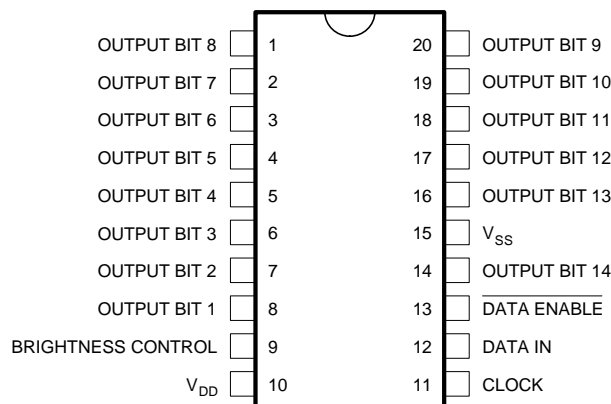 OUTPUT BIT 8 1 20 OUTPUT BIT 9
OUTPUT BIT 7 2 19 OUTPUT BIT 10
OUTPUT BIT 6 3 18 OUTPUT BIT 11
OUTPUT BIT 5 4 17 OUTPUT BIT 12
OUTPUT BIT 4 5 16 OUTPUT BIT 13
OUTPUT BIT 3 6 15 VSS
OUTPUT BIT 2 7 14 OUTPUT BIT 14
OUTPUT BIT 1 8 13 DATA ENABLE
BRIGHTNESS CONTROL 9 12 DATA IN
VDD 10 11 CLOCK